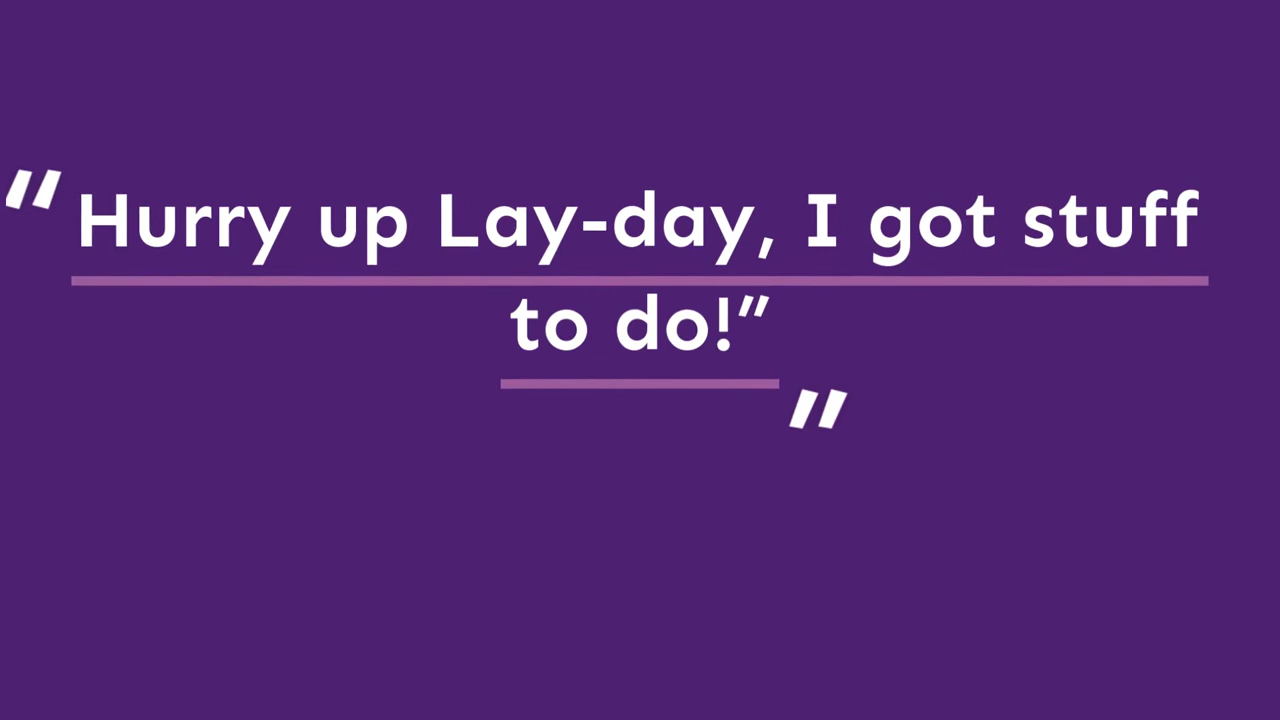 “Hurry up Lay-day, I got stuff
to do!”
”